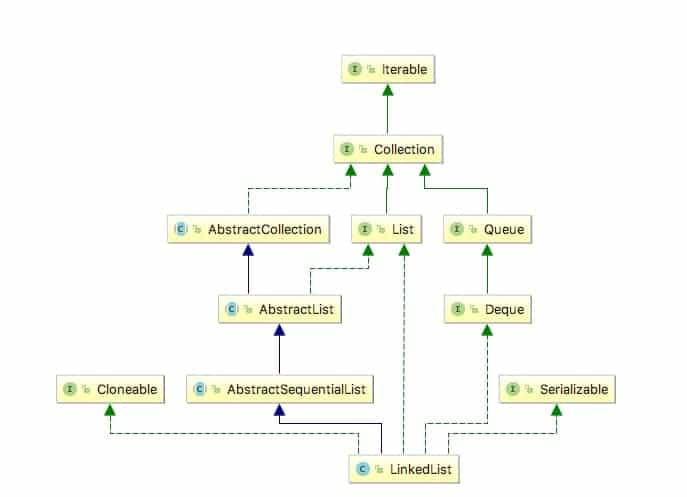 I Iterable
I Collection
C AbstractCollection
I List
I Queue
C AbstractList
I Deque
I Cloneable
C AbstractSequentialList
I Serializable
C LinkedList